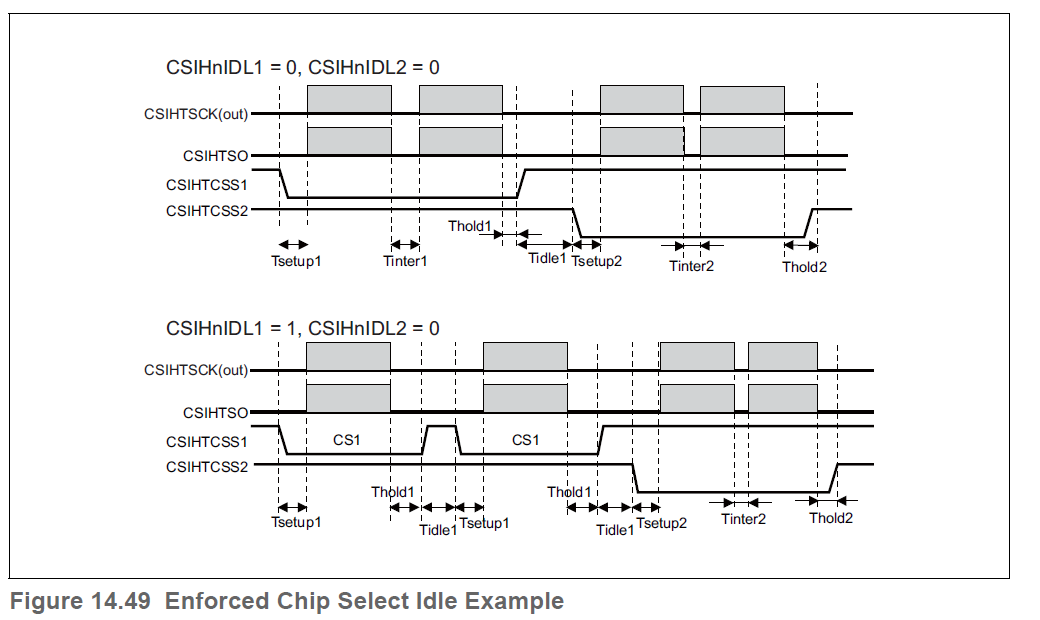 CSIHnIDL1 = 0, CSIHnIDL2 = 0
CSIHTSCK(out)
CSIHTSO
CSIHTCSS1
CSIHTCSS2
Thold1
Tsetup1
Tinter1
Tidle1
Tsetup2
Tinter2
Thold2
CSIHnIDL1 = 1, CSIHnIDL2 = 0
CSIHTSCK(out)
CSIHTSO
CSIHTCSS1
CS1
CS1
CSIHTCSS2
Thold1
Thold1
Tsetup1
Tidle1
Tsetup1
Tidle1
Tsetup2
Tinter2
Thold2
Figure 14.49 Enforced Chip Select Idle Example